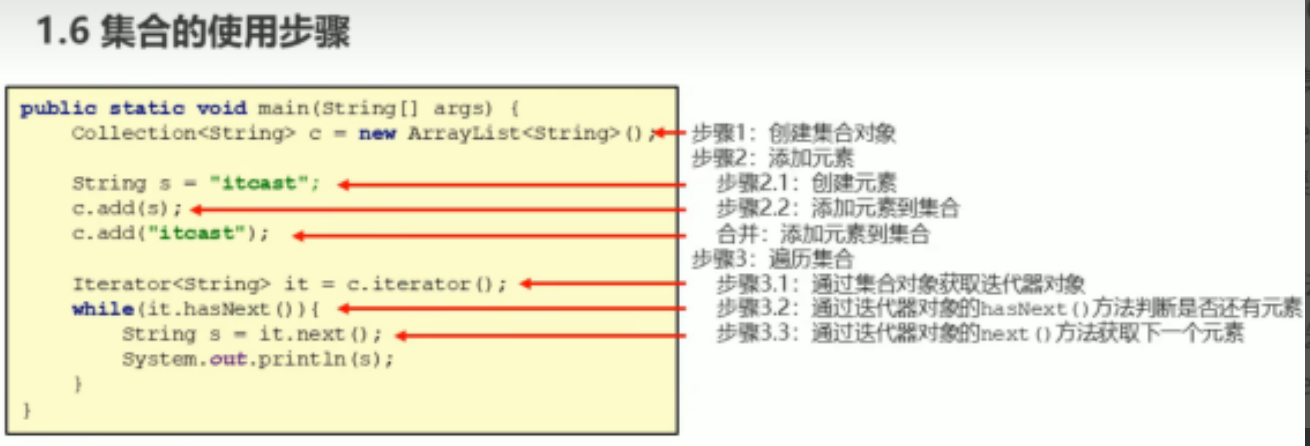 1.6 集合的使用步骤
public static void main(String[] args) {
Collection<String> c = new ArrayList<String>();
步骤1：创建集合对象
步骤2：添加元素
String s = "itcast";
步骤2.1：创建元素
c.add(s);
步骤2.2：添加元素到集合
c.add("itcast");
合并：添加元素到集合
步骤3：遍历集合
Iterator<String> it = c.iterator();
步骤3.1：通过集合对象获取迭代器对象
while(it.hasNext()){
步骤3.2：通过迭代器对象的hasNext()方法判断是否还有元素
String s = it.next();
步骤3.3：通过迭代器对象的next()方法获取下一个元素
System.out.println(s);
}
}